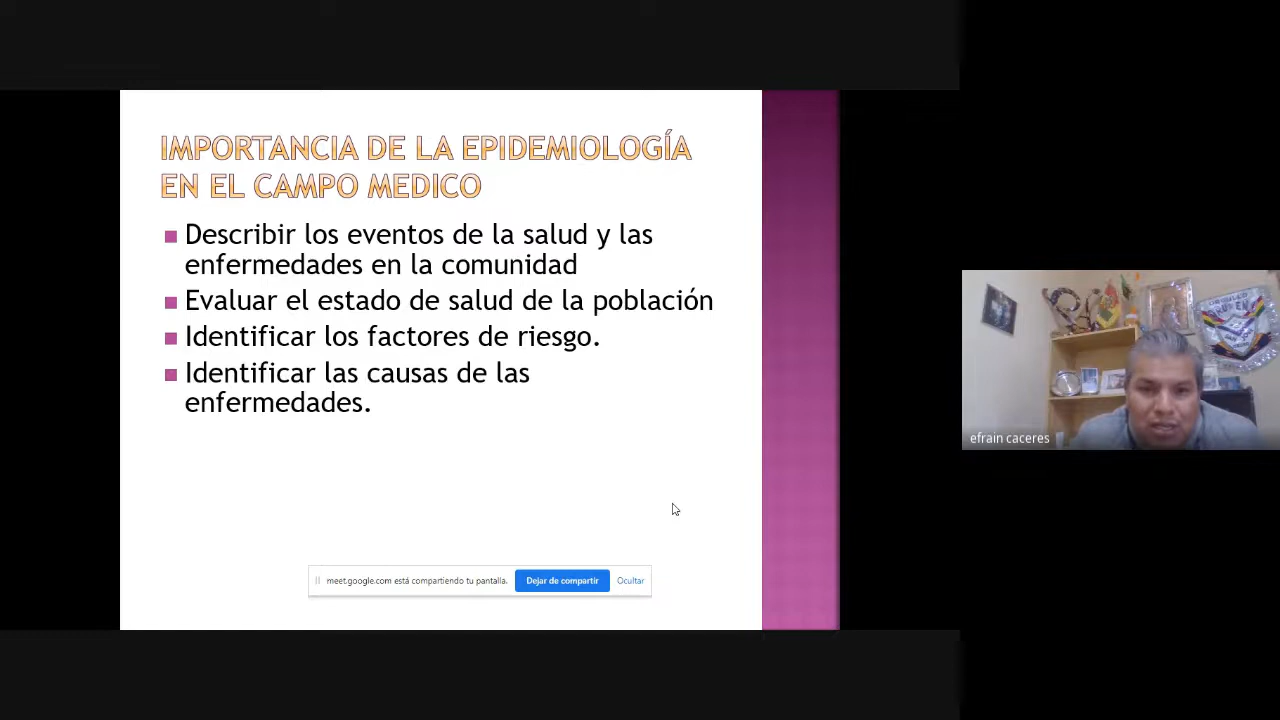 IMPORTANCIA DE LA EPIDEMIOLOGÍA
EN EL CAMPO MEDICO
Describir los eventos de la salud y las
enfermedades en la comunidad
Evaluar el estado de salud de la población
Identificar los factores de riesgo.
Identificar las causas de las
enfermedades.
meet.google.com está compartiendo tu pantalla.
Dejar de compartir
Ocultar
efrain caceres